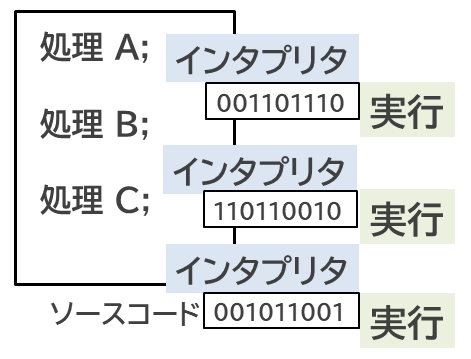 処理 A;
インタプリタ
001101110
実行
処理 B;
インタプリタ
110110010
実行
処理 C;
インタプリタ
001011001
実行
ソースコード